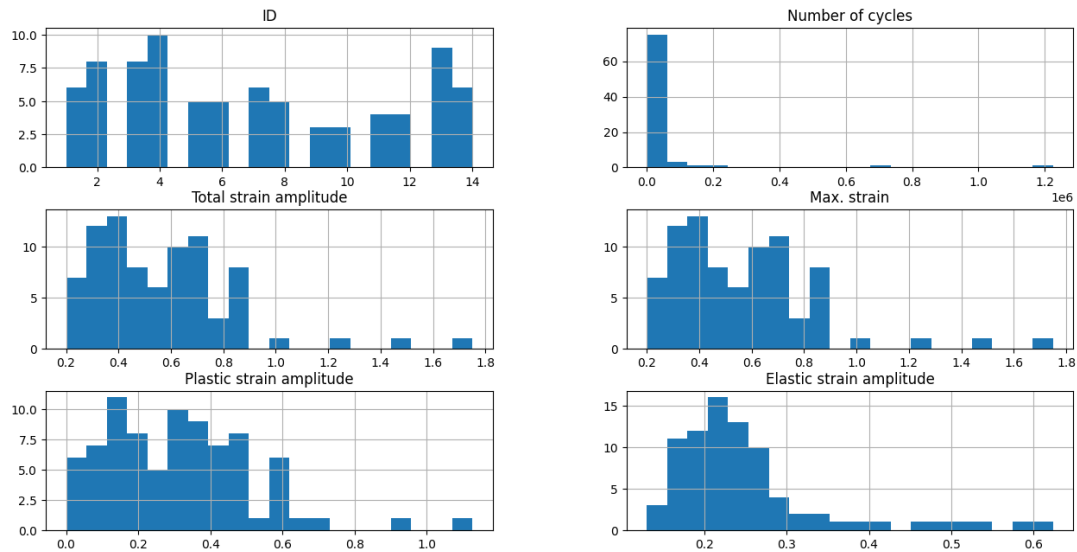 ID
10.0
7.5
5.0
2.5
0.0
2 4 6 8 10 12 14
Number of cycles
60
40
20
0
0.0 0.2 0.4 0.6 0.8 1.0 1.2
1e6
Total strain amplitude
10
5
0
0.2 0.4 0.6 0.8 1.0 1.2 1.4 1.6 1.8
Max. strain
10
5
0
0.2 0.4 0.6 0.8 1.0 1.2 1.4 1.6 1.8
Plastic strain amplitude
10.0
7.5
5.0
2.5
0.0
0.0 0.2 0.4 0.6 0.8 1.0
Elastic strain amplitude
15
10
5
0
0.2 0.3 0.4 0.5 0.6